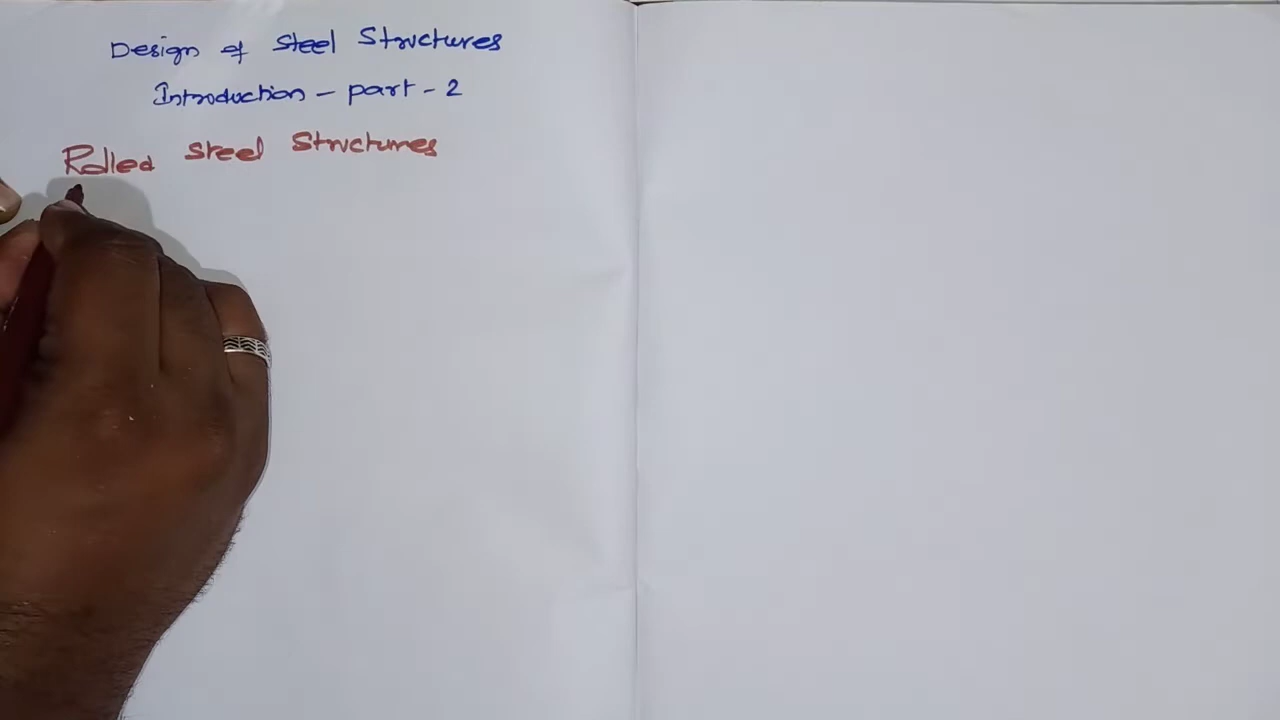 Design of Steel Structures
Introduction - part - 2
Rolled Steel Structures